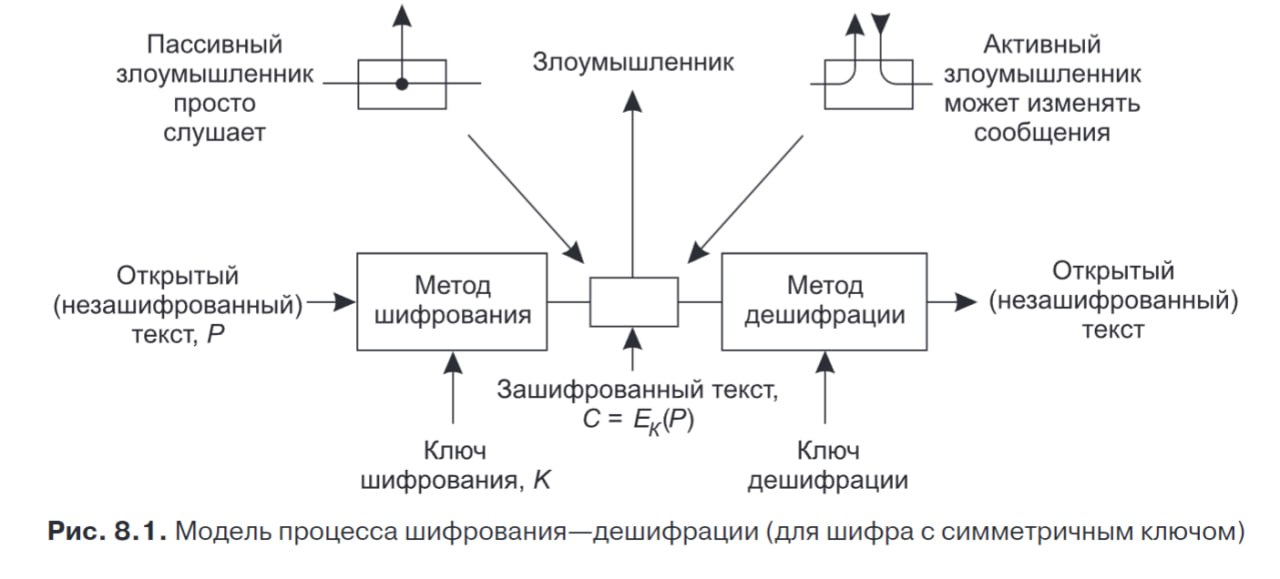 Пассивный
злоумышленник
просто
слушает
Злоумышленник
Активный
злоумышленник
может изменять
сообщения
Открытый
(незашифрованный)
текст, P
Метод
шифрования
Метод
дешифрации
Открытый
(незашифрованный)
текст
Зашифрованный текст,
C = E_K(P)
Ключ
шифрования, K
Ключ
дешифрации
Рис. 8.1. Модель процесса шифрования—дешифрации (для шифра с симметричным ключом)